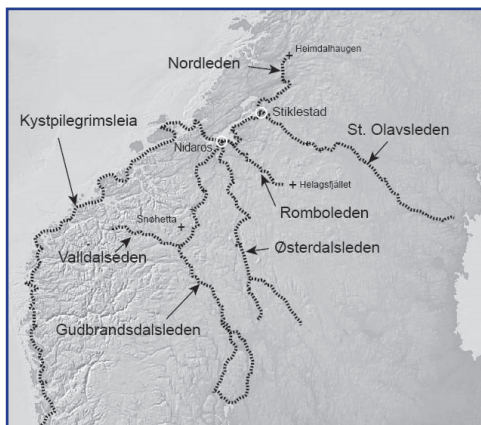 Heimdalhaugen
Nordleden
Kystpilegrimsleia
Stiklestad
St. Olavsleden
Nidaros
Helagsfjället
Romboleden
Snøhetta
Østerdalsleden
Valldalseden
Gudbrandsdalsleden